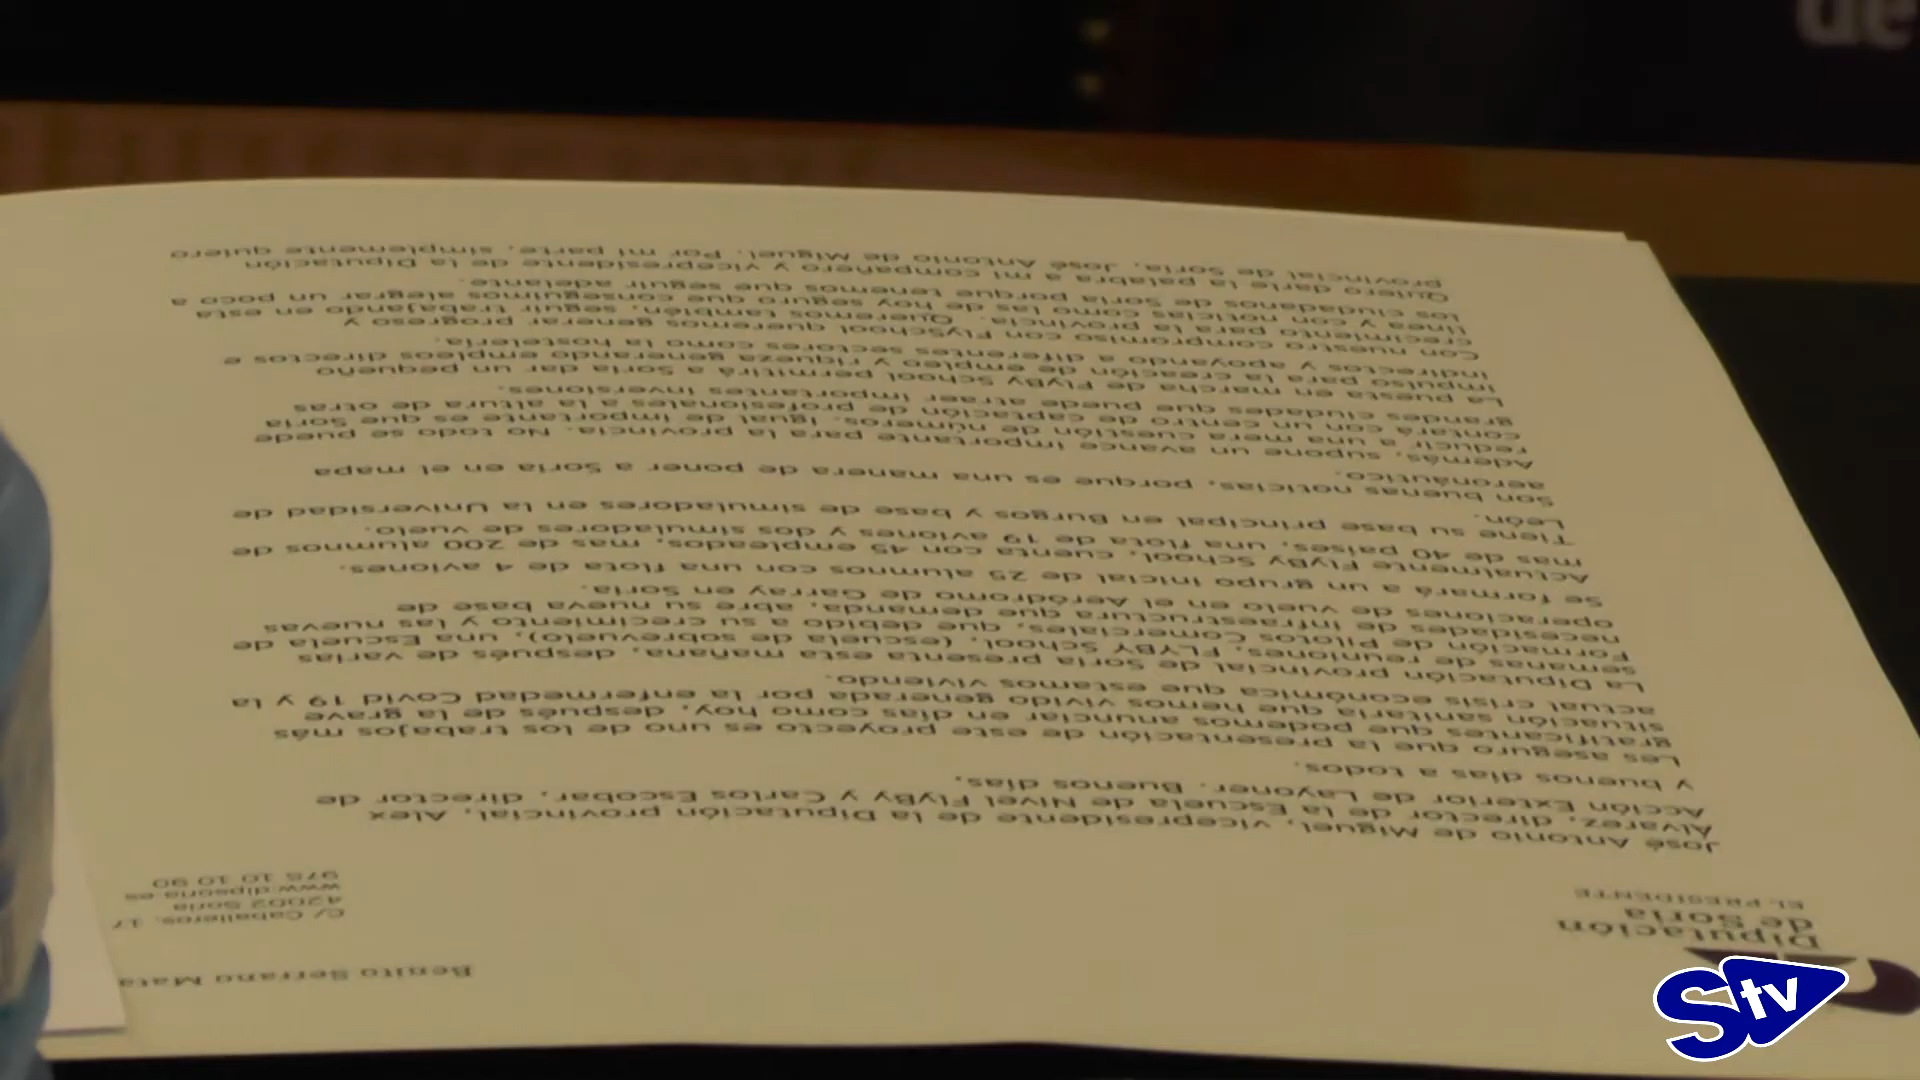 Benito Serrano Mata
Diputación
de Soria
EL PRESIDENTE
C/ Caballeros, 17
42002 Soria
www.dipsoria.es
975 10 10 90
José Antonio de Miguel, vicepresidente de la Diputación provincial, Alex
Álvarez, director de la Escuela de Nivel FlyBy y Carlos Escobar, director de
Acción Exterior de Layoner. Buenos días,
y buenos días a todos.
Les aseguro que la presentación de este proyecto es uno de los trabajos más
gratificantes que podemos anunciar en días como hoy, después de la grave
situación sanitaria que hemos vivido generada por la enfermedad Covid 19 y la
actual crisis económica que estamos viviendo.
La Diputación provincial de Soria presenta esta mañana, después de varias
semanas de reuniones, FLYBY School, (escuela de sobrevuelo), una Escuela de
Formación de Pilotos Comerciales, que debido a su crecimiento y las nuevas
necesidades de infraestructura que demanda, abre su nueva base de
operaciones de vuelo en el Aeródromo de Garray en Soria.
Se formará a un grupo inicial de 25 alumnos con una flota de 4 aviones.
Actualmente FlyBy School, cuenta con 45 empleados, mas de 200 alumnos de
mas de 40 países, una flota de 19 aviones y dos simuladores de vuelo.
Tiene su base principal en Burgos y base de simuladores en la Universidad de
León.
Son buenas noticias, porque es una manera de poner a Soria en el mapa
aeronáutico.
Además, supone un avance importante para la provincia. No todo se puede
reducir a una mera cuestión de números. Igual de importante es que Soria
contará con un centro de captación de profesionales a la altura de otras
grandes ciudades que puede atraer importantes inversiones.
La puesta en marcha de FlyBy School permitirá a Soria dar un pequeño
impulso para la creación de empleo y riqueza generando empleos directos e
indirectos y apoyando a diferentes sectores como la hostelería.
Con nuestro compromiso con FlySchool queremos generar progreso y
crecimiento para la provincia. Queremos también, seguir trabajando en esta
línea y con noticias como las de hoy seguro que conseguimos alegrar un poco a
los ciudadanos de Soria porque tenemos que seguir adelante.
Quiero darle la palabra a mi compañero y vicepresidente de la Diputación
provincial de Soria, José Antonio de Miguel. Por mi parte, simplemente quiero
de
Stv